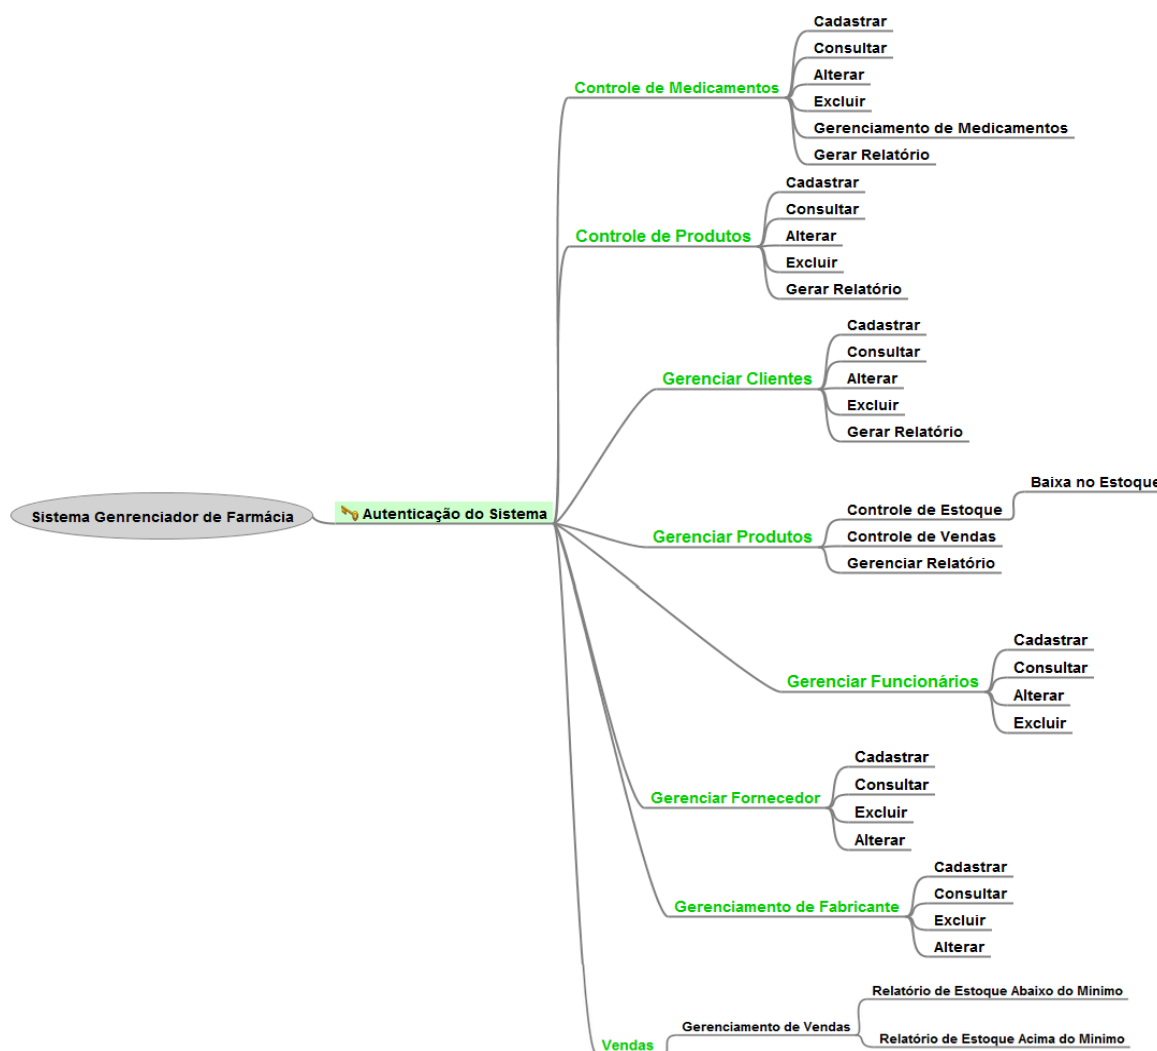 Sistema Genrenciador de Farmácia
Autenticação do Sistema
Controle de Medicamentos
Cadastrar
Consultar
Alterar
Excluir
Gerenciamento de Medicamentos
Gerar Relatório
Controle de Produtos
Cadastrar
Consultar
Alterar
Excluir
Gerar Relatório
Gerenciar Clientes
Cadastrar
Consultar
Alterar
Excluir
Gerar Relatório
Gerenciar Produtos
Controle de Estoque
Baixa no Estoque
Controle de Vendas
Gerenciar Relatório
Gerenciar Funcionários
Cadastrar
Consultar
Alterar
Excluir
Gerenciar Fornecedor
Cadastrar
Consultar
Excluir
Alterar
Gerenciamento de Fabricante
Cadastrar
Consultar
Excluir
Alterar
Vendas
Gerenciamento de Vendas
Relatório de Estoque Abaixo do Minimo
Relatório de Estoque Acima do Minimo